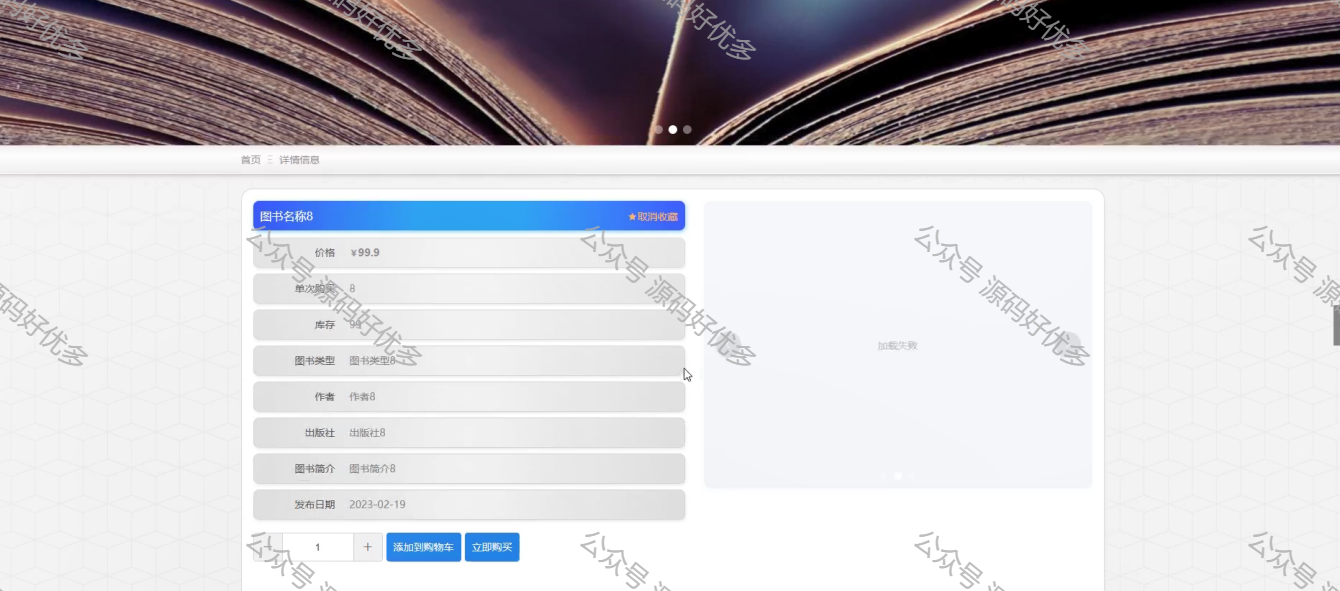 首页 三 详情信息
图书名称8 ★取消收藏
价格 ￥99.9
单次购买 8
库存 99
图书类型 图书类型8
作者 作者8
出版社 出版社8
图书简介 图书简介8
发布日期 2023-02-19
加载失败
− 1 + 添加到购物车 立即购买
公众号 源码好优多